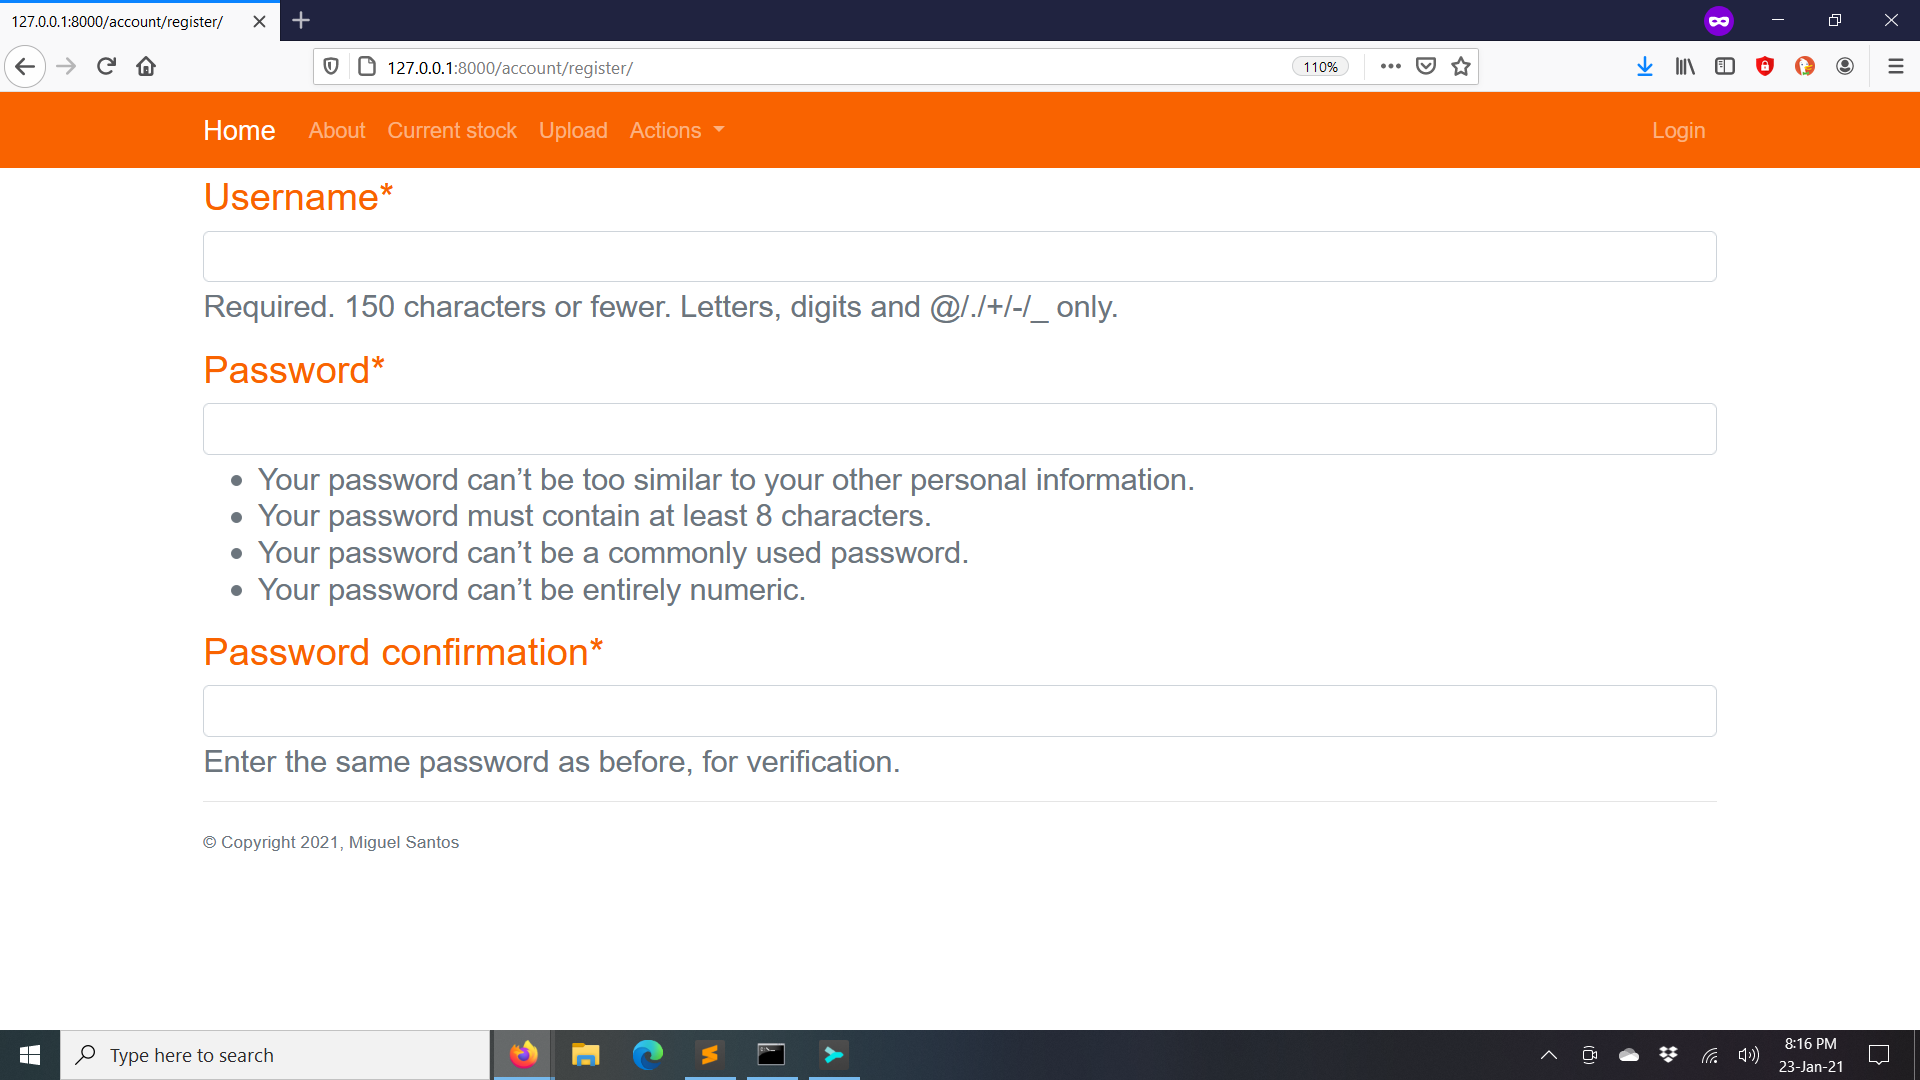 127.0.0.1:8000/account/register/
127.0.0.1:8000/account/register/
110%
Home About Current stock Upload Actions Login
Username*
Required. 150 characters or fewer. Letters, digits and @/./+/-/_ only.
Password*
Your password can’t be too similar to your other personal information.
Your password must contain at least 8 characters.
Your password can’t be a commonly used password.
Your password can’t be entirely numeric.
Password confirmation*
Enter the same password as before, for verification.
© Copyright 2021, Miguel Santos
Type here to search
8:16 PM
23-Jan-21